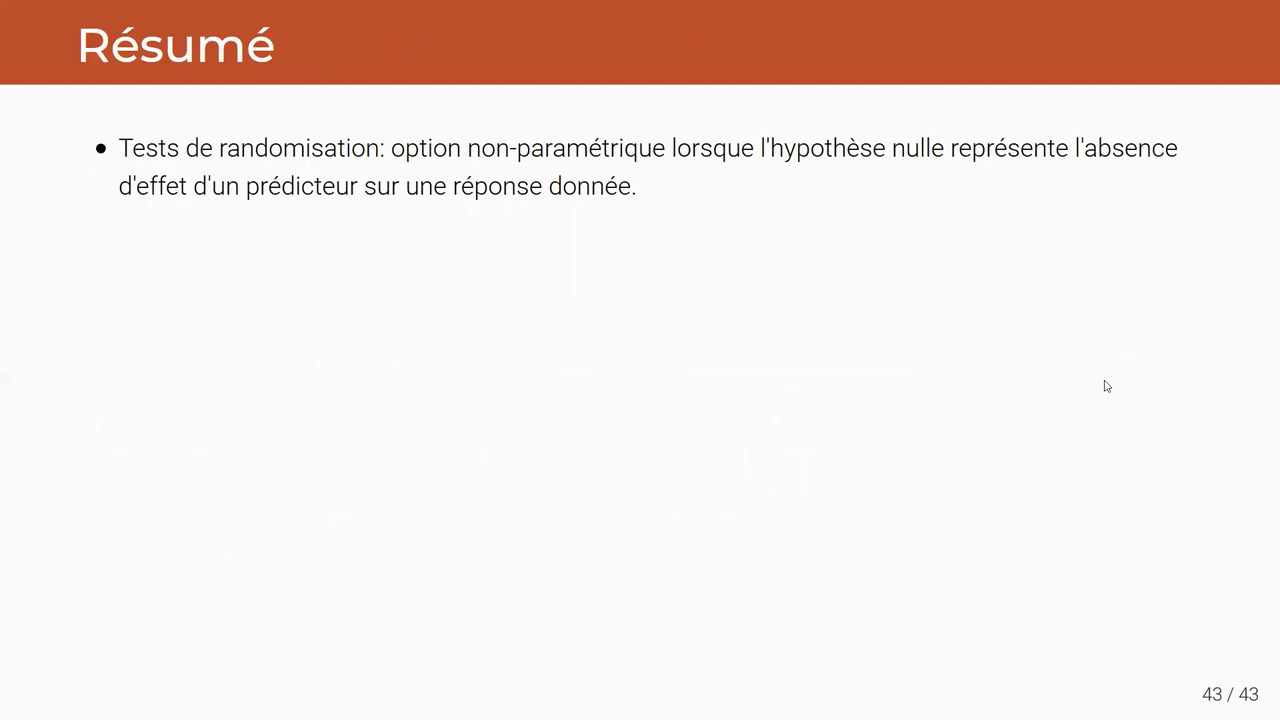 Résumé
• Tests de randomisation: option non-paramétrique lorsque l'hypothèse nulle représente l'absence
d'effet d'un prédicteur sur une réponse donnée.
43 / 43